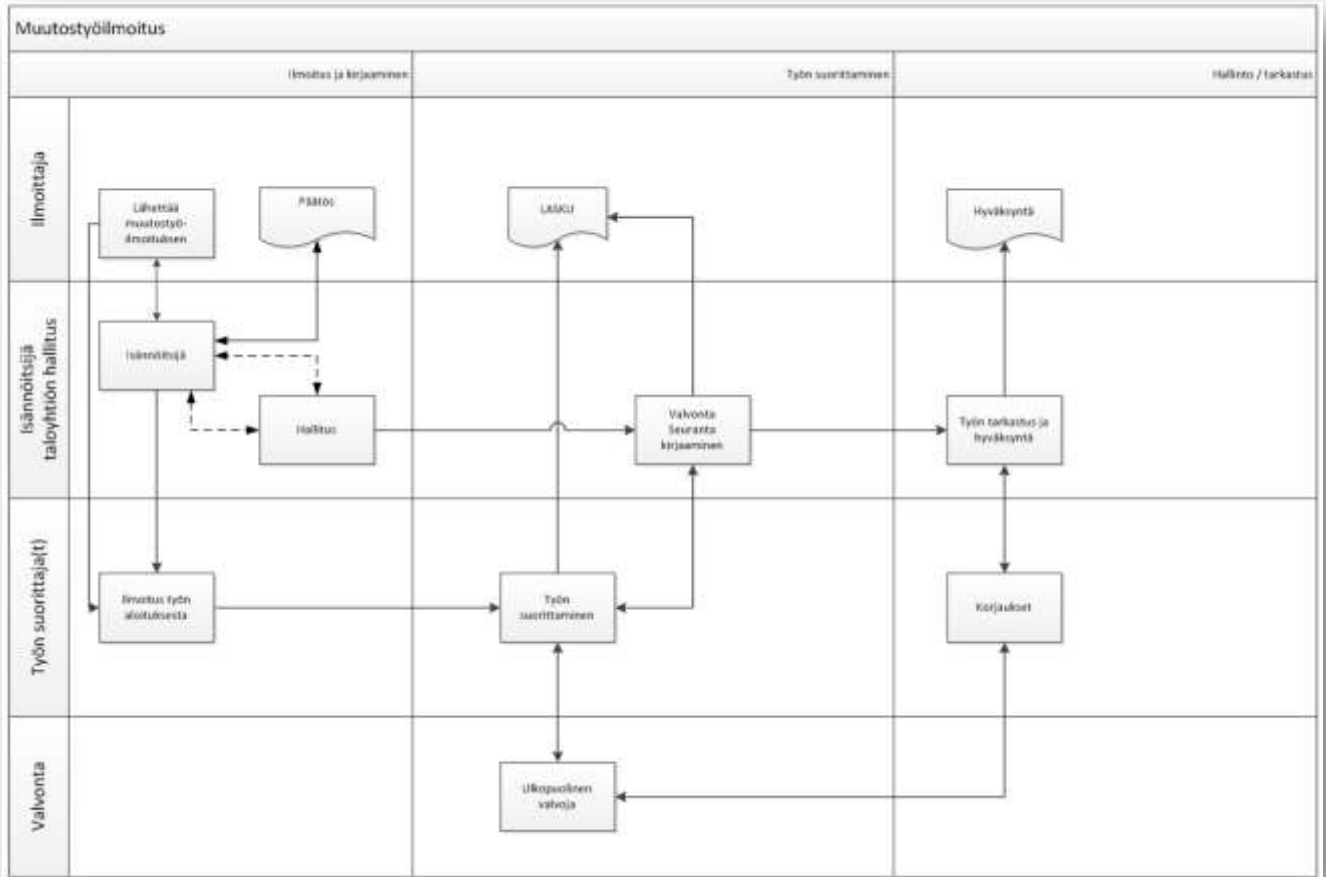 Muutostyöilmoitus
Ilmoitus ja kirjaaminen
Työn suorittaminen
Hallinto / tarkastus
Ilmoittaja
Lähettää
muutostyö-
ilmoituksen
Päätös
LASKU
Hyväksyntä
Isännöitsijä
taloyhtiön hallitus
Isännöitsijä
Hallitus
Valvonta
Seuranta
kirjaaminen
Työn tarkastus ja
hyväksyntä
Työn suorittaja(t)
Ilmoitus työn
aloituksesta
Työn
suorittaminen
Korjaukset
Valvonta
Ulkopuolinen
valvoja